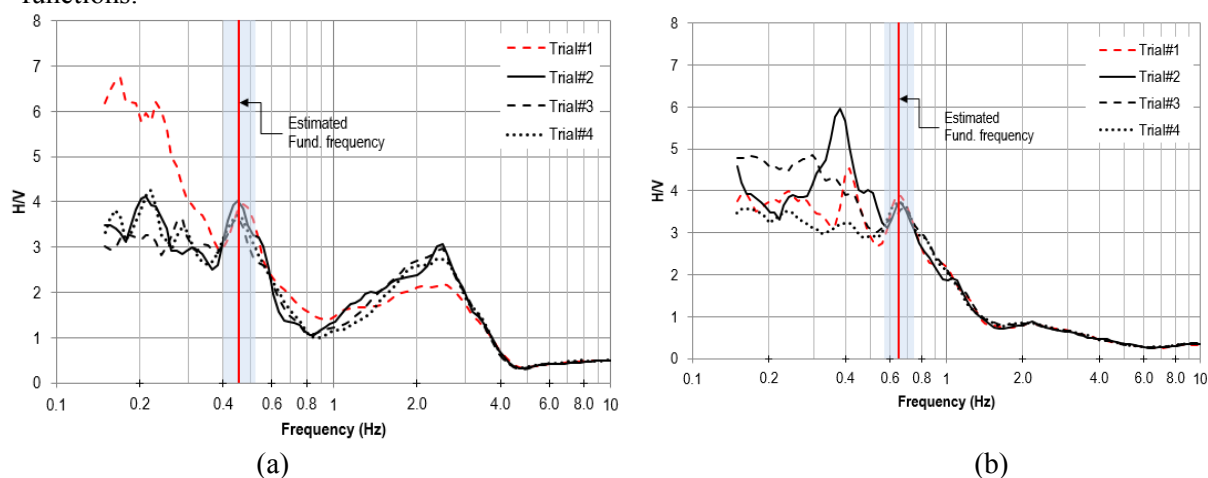 functions.
8
7
6
5
4
3
2
1
0
H/V
Trial#1
Trial#2
Trial#3
Trial#4
Estimated
Fund. frequency
0.1 0.2 0.4 0.6 0.8 1 2.0 4.0 6.0 8.0 10
Frequency (Hz)
(a)
8
7
6
5
4
3
2
1
0
H/V
Trial#1
Trial#2
Trial#3
Trial#4
Estimated
Fund. frequency
0.1 0.2 0.4 0.6 0.8 1 2.0 4.0 6.0 8.0 10
Frequency (Hz)
(b)